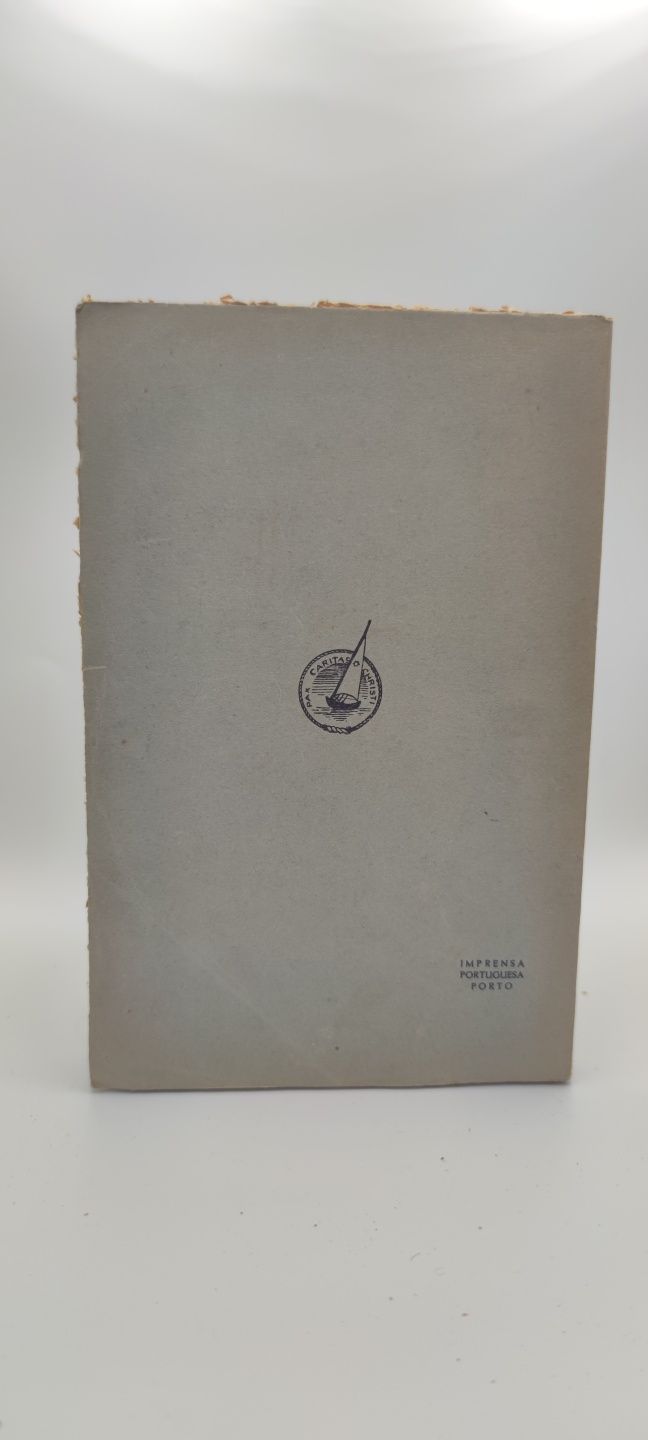 PAX CARITAS CHRISTI
IMPRENSA
PORTUGUESA
PORTO